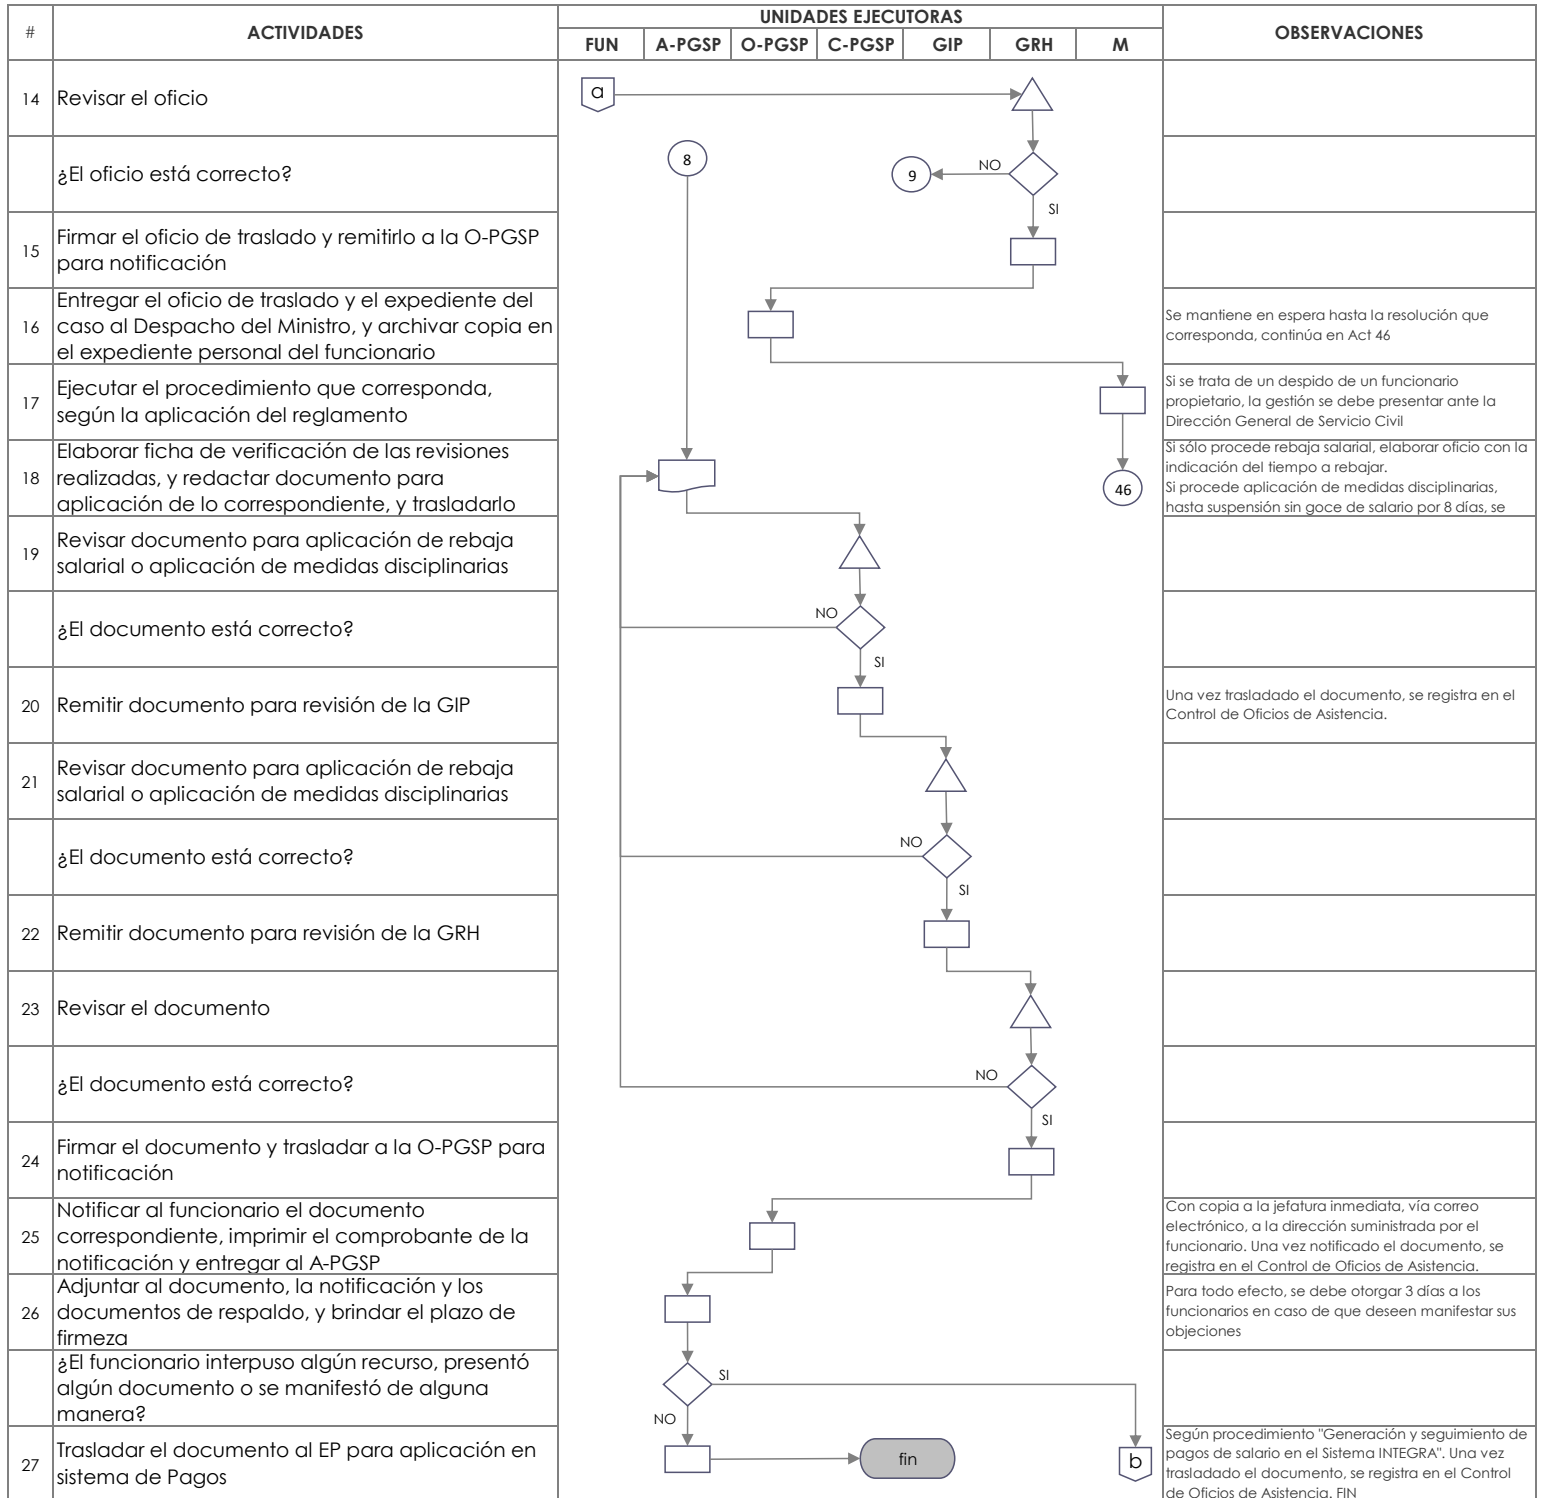 # ACTIVIDADES UNIDADES EJECUTORAS OBSERVACIONES
FUN A-PGSP O-PGSP C-PGSP GIP GRH M
14 Revisar el oficio
a
¿El oficio está correcto?
8
9
NO
SI
15 Firmar el oficio de traslado y remitirlo a la O-PGSP
para notificación
16 Entregar el oficio de traslado y el expediente del
caso al Despacho del Ministro, y archivar copia en
el expediente personal del funcionario
Se mantiene en espera hasta la resolución que
corresponda, continúa en Act 46
17 Ejecutar el procedimiento que corresponda,
según la aplicación del reglamento
Si se trata de un despido de un funcionario
propietario, la gestión se debe presentar ante la
Dirección General de Servicio Civil
18 Elaborar ficha de verificación de las revisiones
realizadas, y redactar documento para
aplicación de lo correspondiente, y trasladarlo
46
Si sólo procede rebaja salarial, elaborar oficio con la
indicación del tiempo a rebajar.
Si procede aplicación de medidas disciplinarias,
hasta suspensión sin goce de salario por 8 días, se
19 Revisar documento para aplicación de rebaja
salarial o aplicación de medidas disciplinarias
¿El documento está correcto?
NO
SI
20 Remitir documento para revisión de la GIP
Una vez trasladado el documento, se registra en el
Control de Oficios de Asistencia.
21 Revisar documento para aplicación de rebaja
salarial o aplicación de medidas disciplinarias
¿El documento está correcto?
NO
SI
22 Remitir documento para revisión de la GRH
23 Revisar el documento
¿El documento está correcto?
NO
SI
24 Firmar el documento y trasladar a la O-PGSP para
notificación
25 Notificar al funcionario el documento
correspondiente, imprimir el comprobante de la
notificación y entregar al A-PGSP
Con copia a la jefatura inmediata, vía correo
electrónico, a la dirección suministrada por el
funcionario. Una vez notificado el documento, se
registra en el Control de Oficios de Asistencia.
26 Adjuntar al documento, la notificación y los
documentos de respaldo, y brindar el plazo de
firmeza
Para todo efecto, se debe otorgar 3 días a los
funcionarios en caso de que deseen manifestar sus
objeciones
¿El funcionario interpuso algún recurso, presentó
algún documento o se manifestó de alguna
manera?
SI
NO
27 Trasladar el documento al EP para aplicación en
sistema de Pagos
fin
b
Según procedimiento "Generación y seguimiento de
pagos de salario en el Sistema INTEGRA". Una vez
trasladado el documento, se registra en el Control
de Oficios de Asistencia. FIN